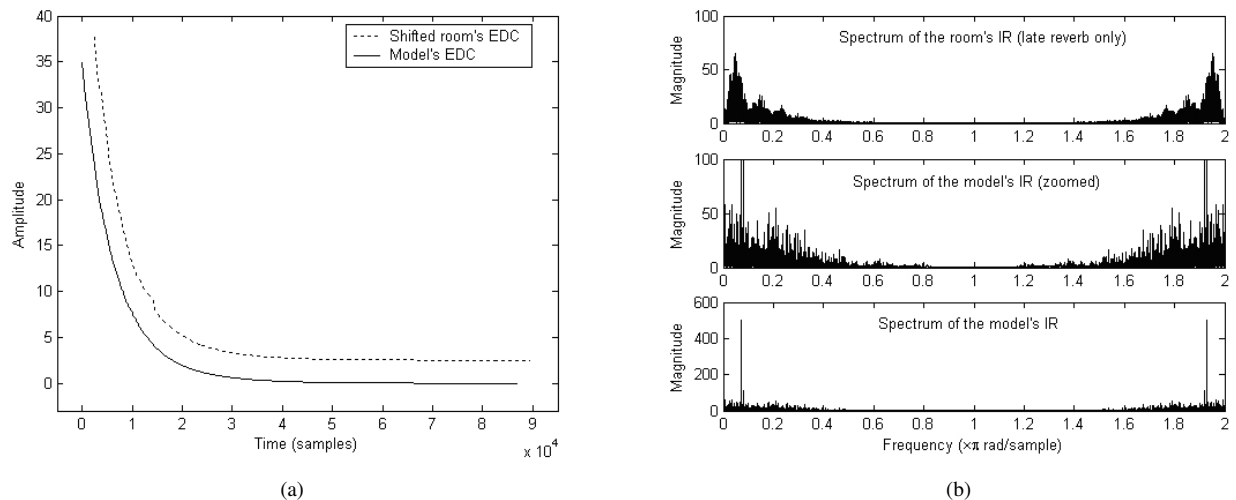 40
35
30
25
20
15
10
5
0
Amplitude
Shifted room's EDC
Model's EDC
0 1 2 3 4 5 6 7 8 9
Time (samples)
x 10^4
(a)
100
50
0
Magnitude
Spectrum of the room's IR (late reverb only)
0 0.2 0.4 0.6 0.8 1 1.2 1.4 1.6 1.8 2
100
50
0
Magnitude
Spectrum of the model's IR (zoomed)
0 0.2 0.4 0.6 0.8 1 1.2 1.4 1.6 1.8 2
600
400
200
0
Magnitude
Spectrum of the model's IR
0 0.2 0.4 0.6 0.8 1 1.2 1.4 1.6 1.8 2
Frequency (×π rad/sample)
(b)